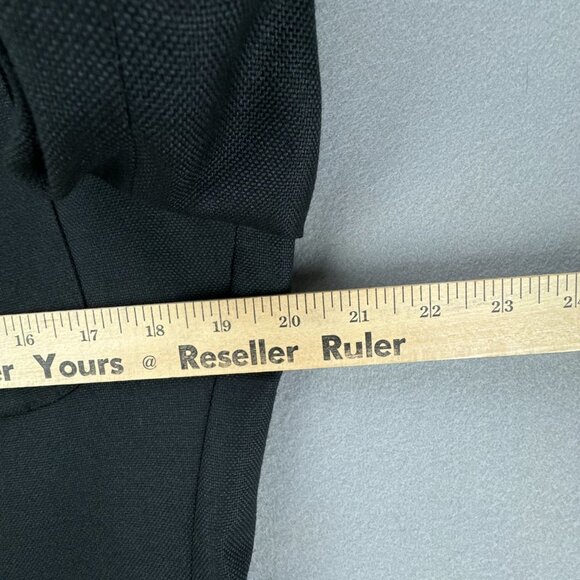 16 17 18 19 20 21 22 23 24
er Yours @ Reseller Ruler